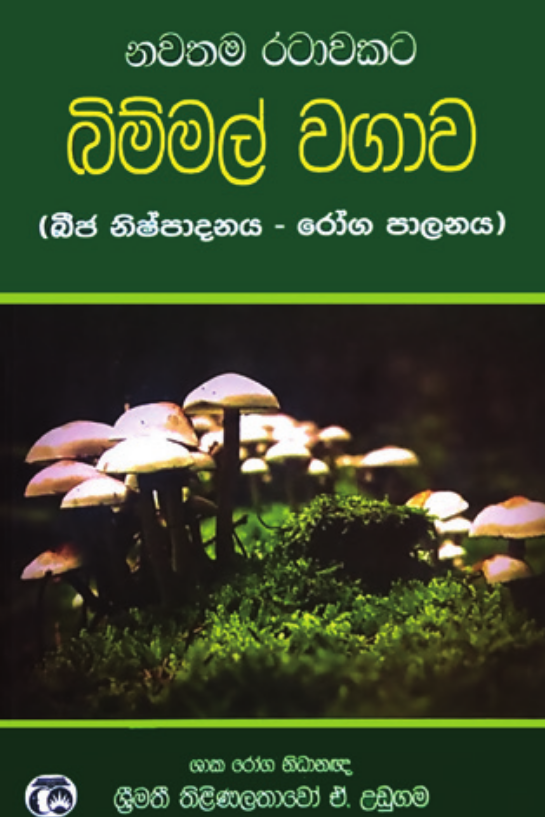 නවතම රටාවකට
බිම්මල් වගාව
(බීජ නිෂ්පාදනය - රෝග පාලනය)
ශාක රෝග නිධානඥ
ශ්‍රීමතී තිළිණලතාවෝ ඒ. උඩුගම